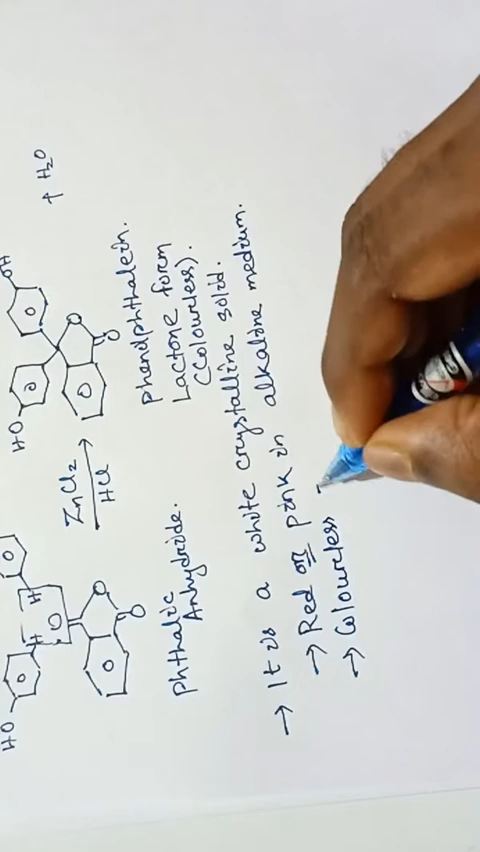 HO
H
H
O
O
O
O
O
Phthalic
Anhydride.
ZnCl2
HCl
HO
OH
O
O
O
O
O
Phenolphthalein.
Lactone form
(Colourless).
+ H2O
→ It is a white crystalline solid.
→ Red or pink in alkaline medium.
→ Colourless